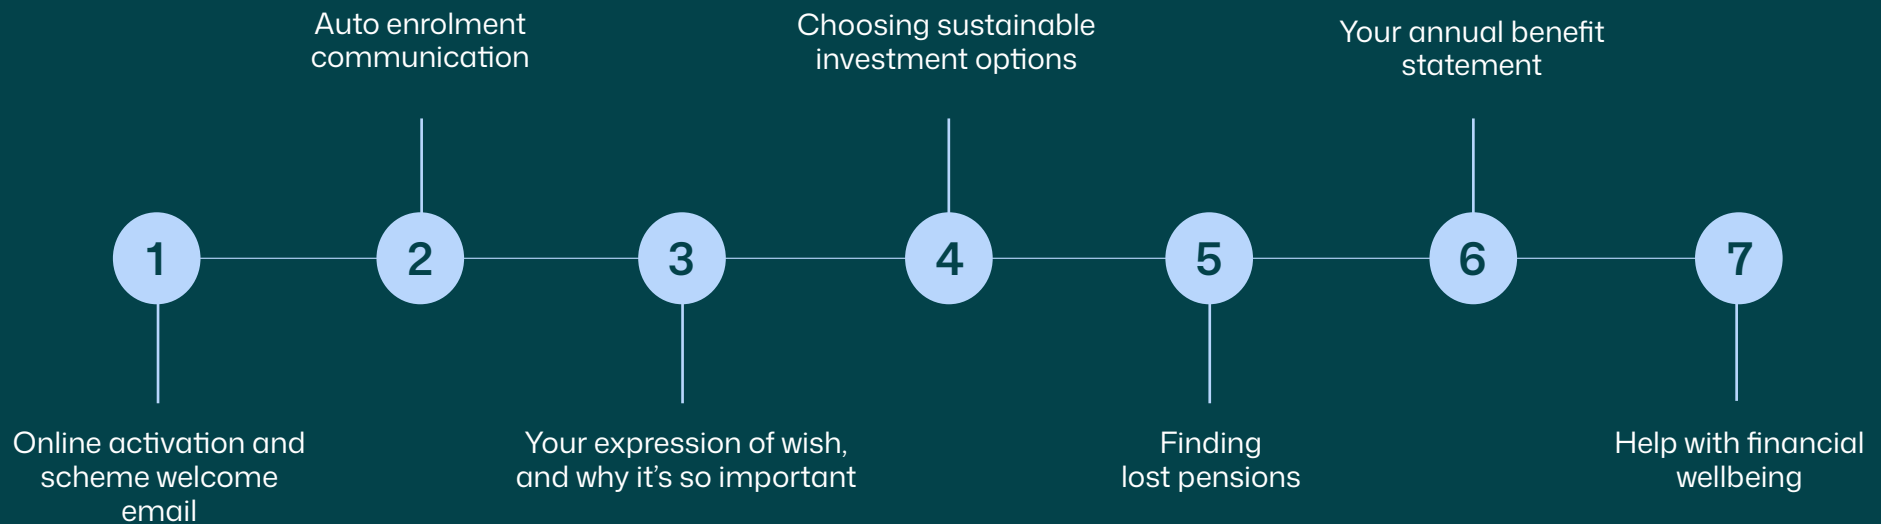 Auto enrolment
communication
Choosing sustainable
investment options
Your annual benefit
statement
1
2
3
4
5
6
7
Online activation and
scheme welcome
email
Your expression of wish,
and why it’s so important
Finding
lost pensions
Help with financial
wellbeing